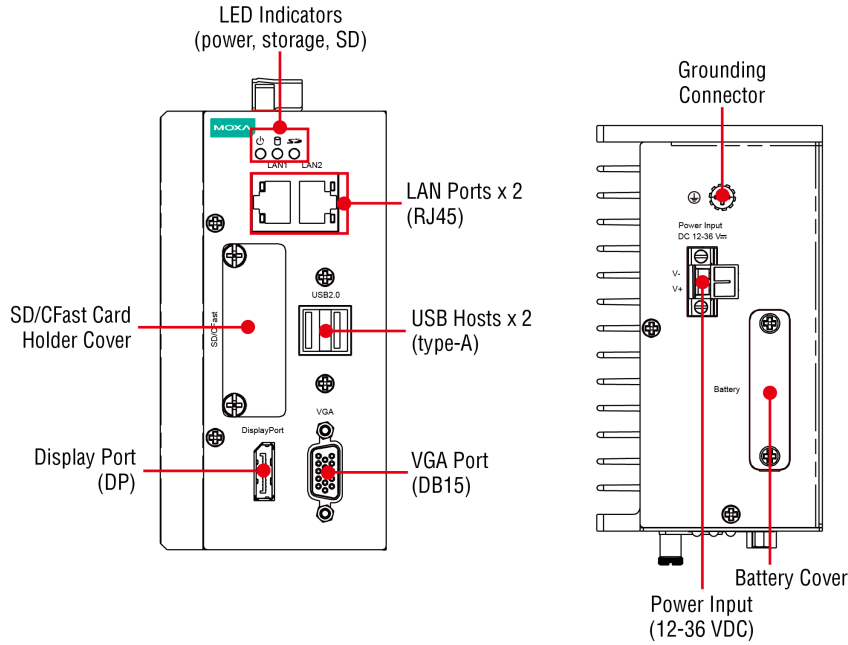 LED Indicators
(power, storage, SD)
MOXA
LAN1 LAN2
LAN Ports x 2
(RJ45)
USB2.0
SD/CFast Card
Holder Cover
SD/CFast
USB Hosts x 2
(type-A)
VGA
DisplayPort
Display Port
(DP)
VGA Port
(DB15)
Grounding
Connector
Power Input
DC 12-36 V
V-
V+
Battery
Battery Cover
Power Input
(12-36 VDC)